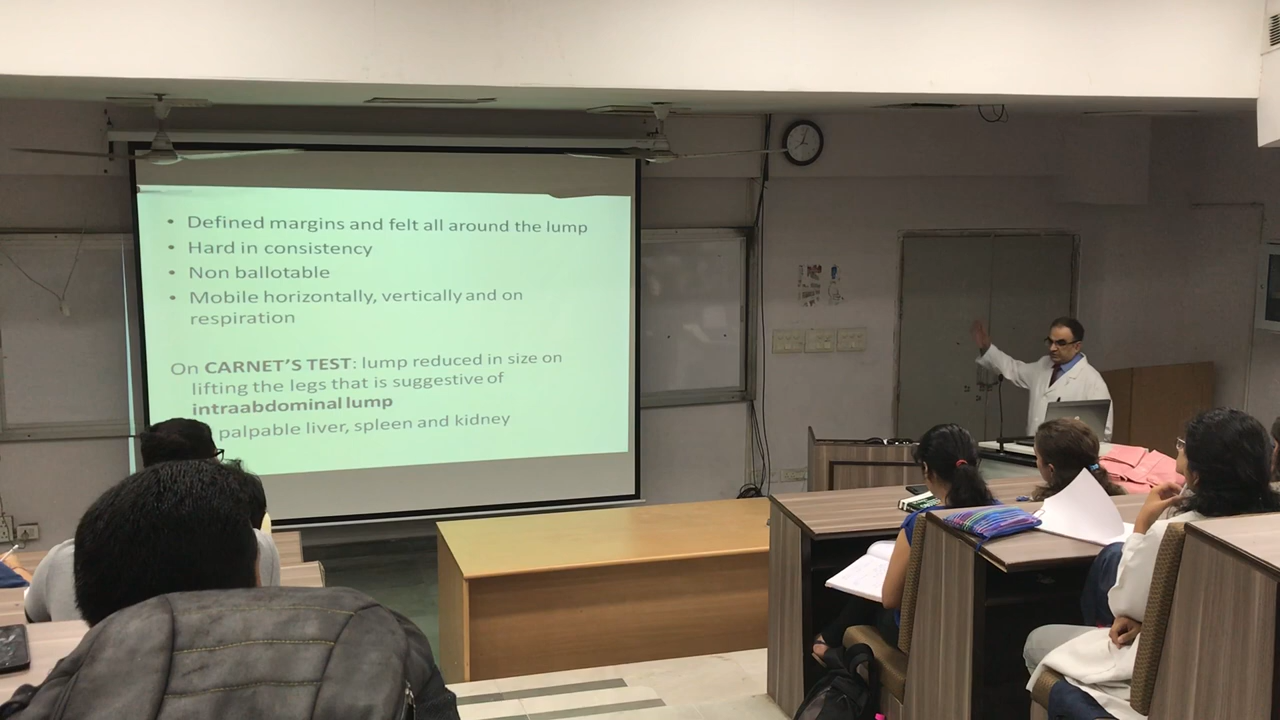 • Defined margins and felt all around the lump
• Hard in consistency
• Non ballotable
• Mobile horizontally, vertically and on
respiration
On CARNET'S TEST: lump reduced in size on
lifting the legs that is suggestive of
intraabdominal lump
palpable liver, spleen and kidney